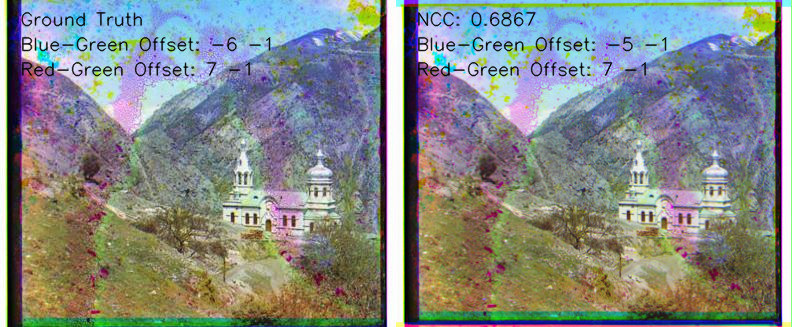 Ground Truth
Blue-Green Offset: -6 -1
Red-Green Offset: 7 -1
NCC: 0.6867
Blue-Green Offset: -5 -1
Red-Green Offset: 7 -1